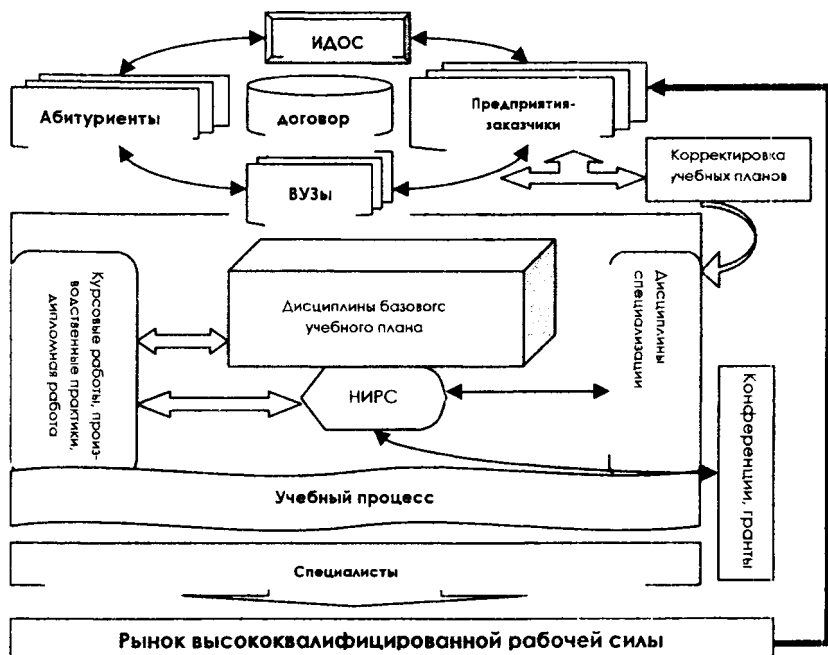 ИДОС
Абитуриенты
договор
Предприятия-
заказчики
ВУЗы
Корректировка
учебных планов
Курсовые работы, произ-
водственные практики,
дипломная работа
Дисциплины базового
учебного плана
Дисциплины
специализации
НИРС
Конференции, гранты
Учебный процесс
Специалисты
Рынок высококвалифицированной рабочей силы